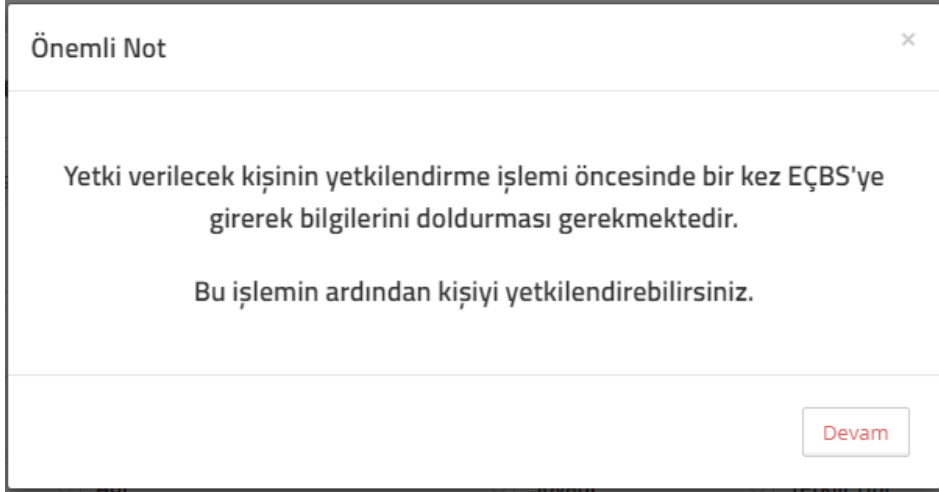 Önemli Not
×
Yetki verilecek kişinin yetkilendirme işlemi öncesinde bir kez EÇBS'ye
girerek bilgilerini doldurması gerekmektedir.
Bu işlemin ardından kişiyi yetkilendirebilirsiniz.
Devam